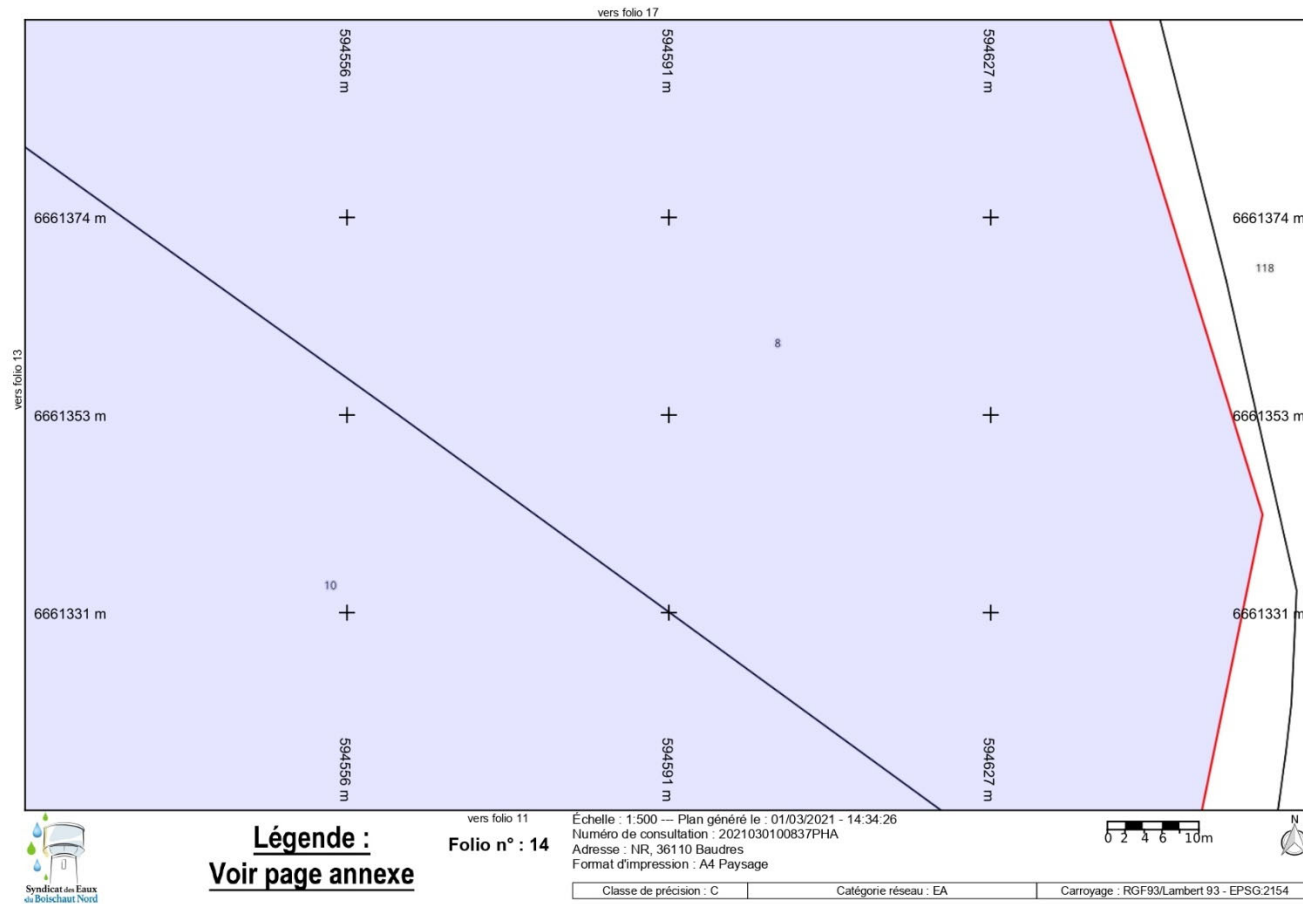 vers folio 17
594556 m
594591 m
594627 m
6661374 m
6661374 m
118
8
vers folio 13
6661353 m
6661353 m
10
6661331 m
6661331 m
594556 m
594591 m
594627 m
vers folio 11
Légende :
Voir page annexe
Folio n° : 14
Échelle : 1:500 --- Plan généré le : 01/03/2021 - 14:34:26
Numéro de consultation : 2021030100837PHA
Adresse : NR, 36110 Baudres
Format d'impression : A4 Paysage
Classe de précision : C
Catégorie réseau : EA
Carroyage : RGF93/Lambert 93 - EPSG:2154
0 2 4 6 10m
N
Syndicat des Eaux
du Boischaut Nord